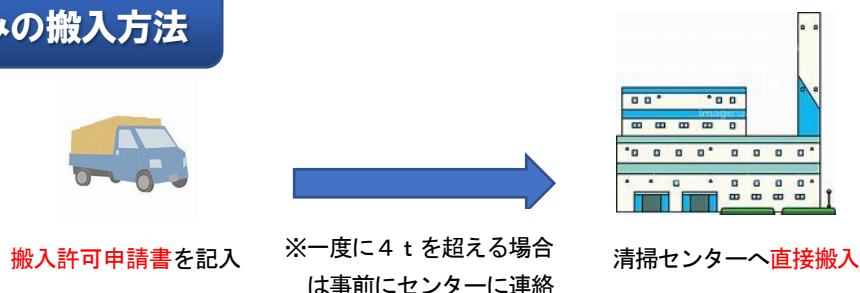 みの搬入方法
搬入許可申請書を記入
※一度に４ｔを超える場合
は事前にセンターに連絡
清掃センターへ直接搬入